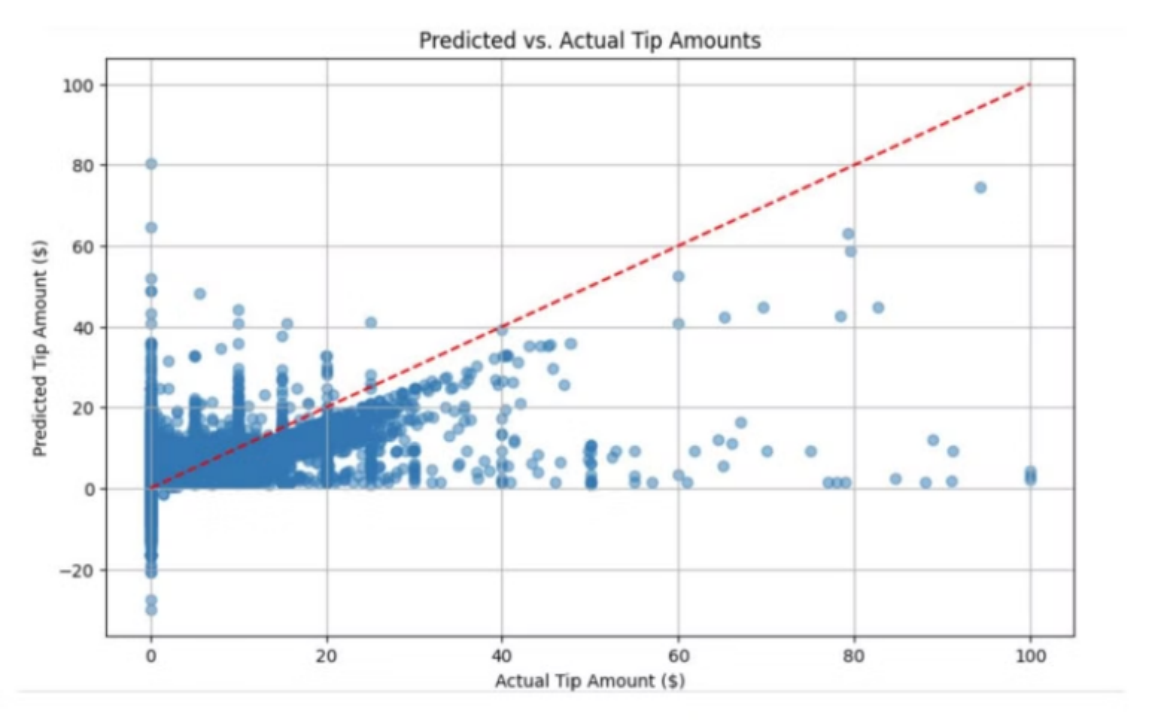 Predicted vs. Actual Tip Amounts
100
80
60
40
20
0
−20
Predicted Tip Amount ($)
0 20 40 60 80 100
Actual Tip Amount ($)